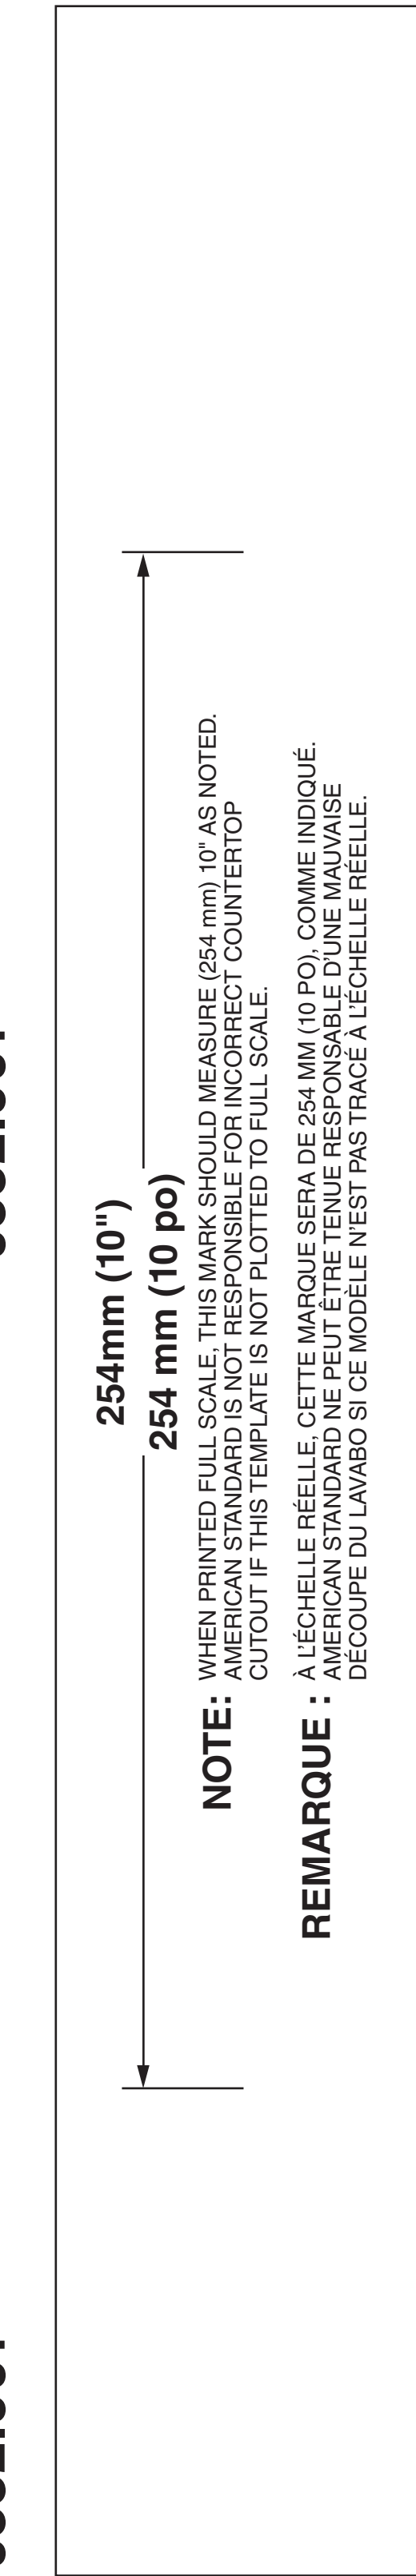 254mm (10")
254 mm (10 po)
NOTE: WHEN PRINTED FULL SCALE, THIS MARK SHOULD MEASURE (254 mm) 10" AS NOTED.
AMERICAN STANDARD IS NOT RESPONSIBLE FOR INCORRECT COUNTERTOP
CUTOUT IF THIS TEMPLATE IS NOT PLOTTED TO FULL SCALE.
REMARQUE : À L'ÉCHELLE RÉELLE, CETTE MARQUE SERA DE 254 MM (10 PO), COMME INDIQUÉ.
AMERICAN STANDARD NE PEUT ÊTRE TENUE RESPONSABLE D'UNE MAUVAISE
DÉCOUPE DU LAVABO SI CE MODÈLE N'EST PAS TRACÉ À L'ÉCHELLE RÉELLE.